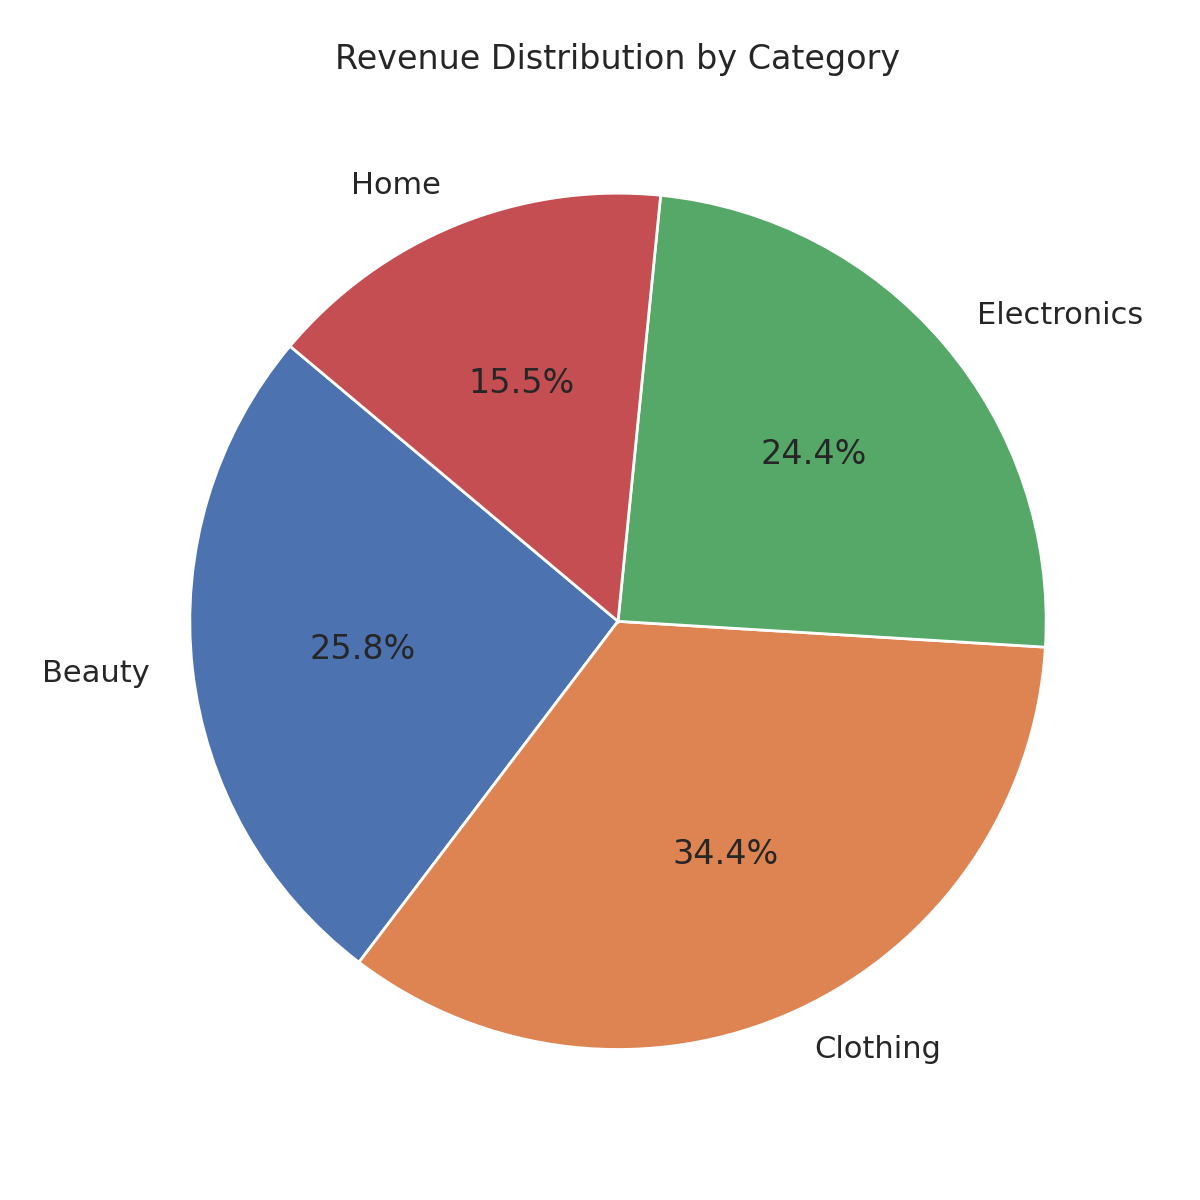 Revenue Distribution by Category
Home
Electronics
15.5%
24.4%
25.8%
Beauty
34.4%
Clothing